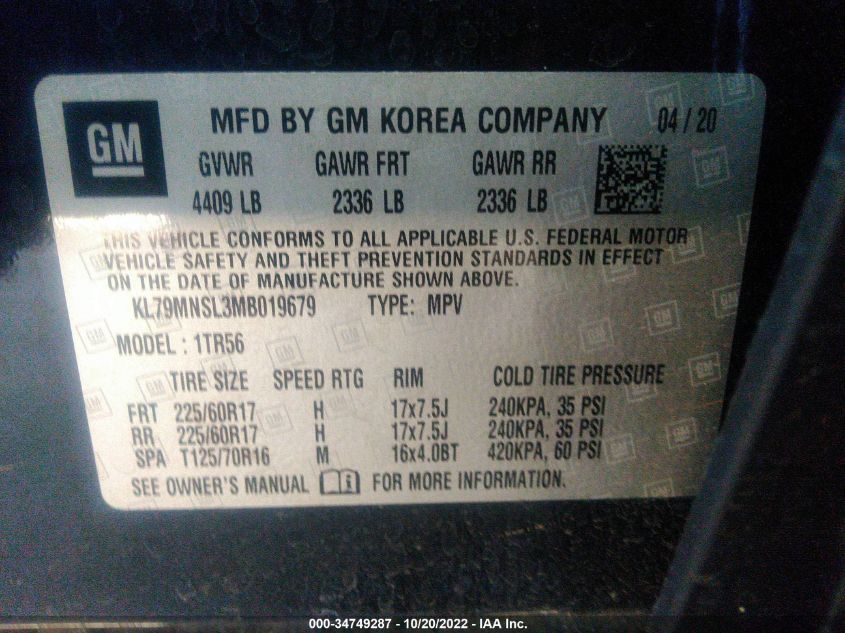 GM MFD BY GM KOREA COMPANY 04/20
GVWR GAWR FRT GAWR RR
4409 LB 2336 LB 2336 LB
THIS VEHICLE CONFORMS TO ALL APPLICABLE U.S. FEDERAL MOTOR
VEHICLE SAFETY AND THEFT PREVENTION STANDARDS IN EFFECT
ON THE DATE OF MANUFACTURE SHOWN ABOVE.
KL79MNSL3MB019679 TYPE: MPV
MODEL : 1TR56
TIRE SIZE SPEED RTG RIM COLD TIRE PRESSURE
FRT 225/60R17 H 17x7.5J 240KPA, 35 PSI
RR 225/60R17 H 17x7.5J 240KPA, 35 PSI
SPA T125/70R16 M 16x4.0BT 420KPA, 60 PSI
SEE OWNER'S MANUAL FOR MORE INFORMATION.
000-34749287 - 10/20/2022 - IAA Inc.